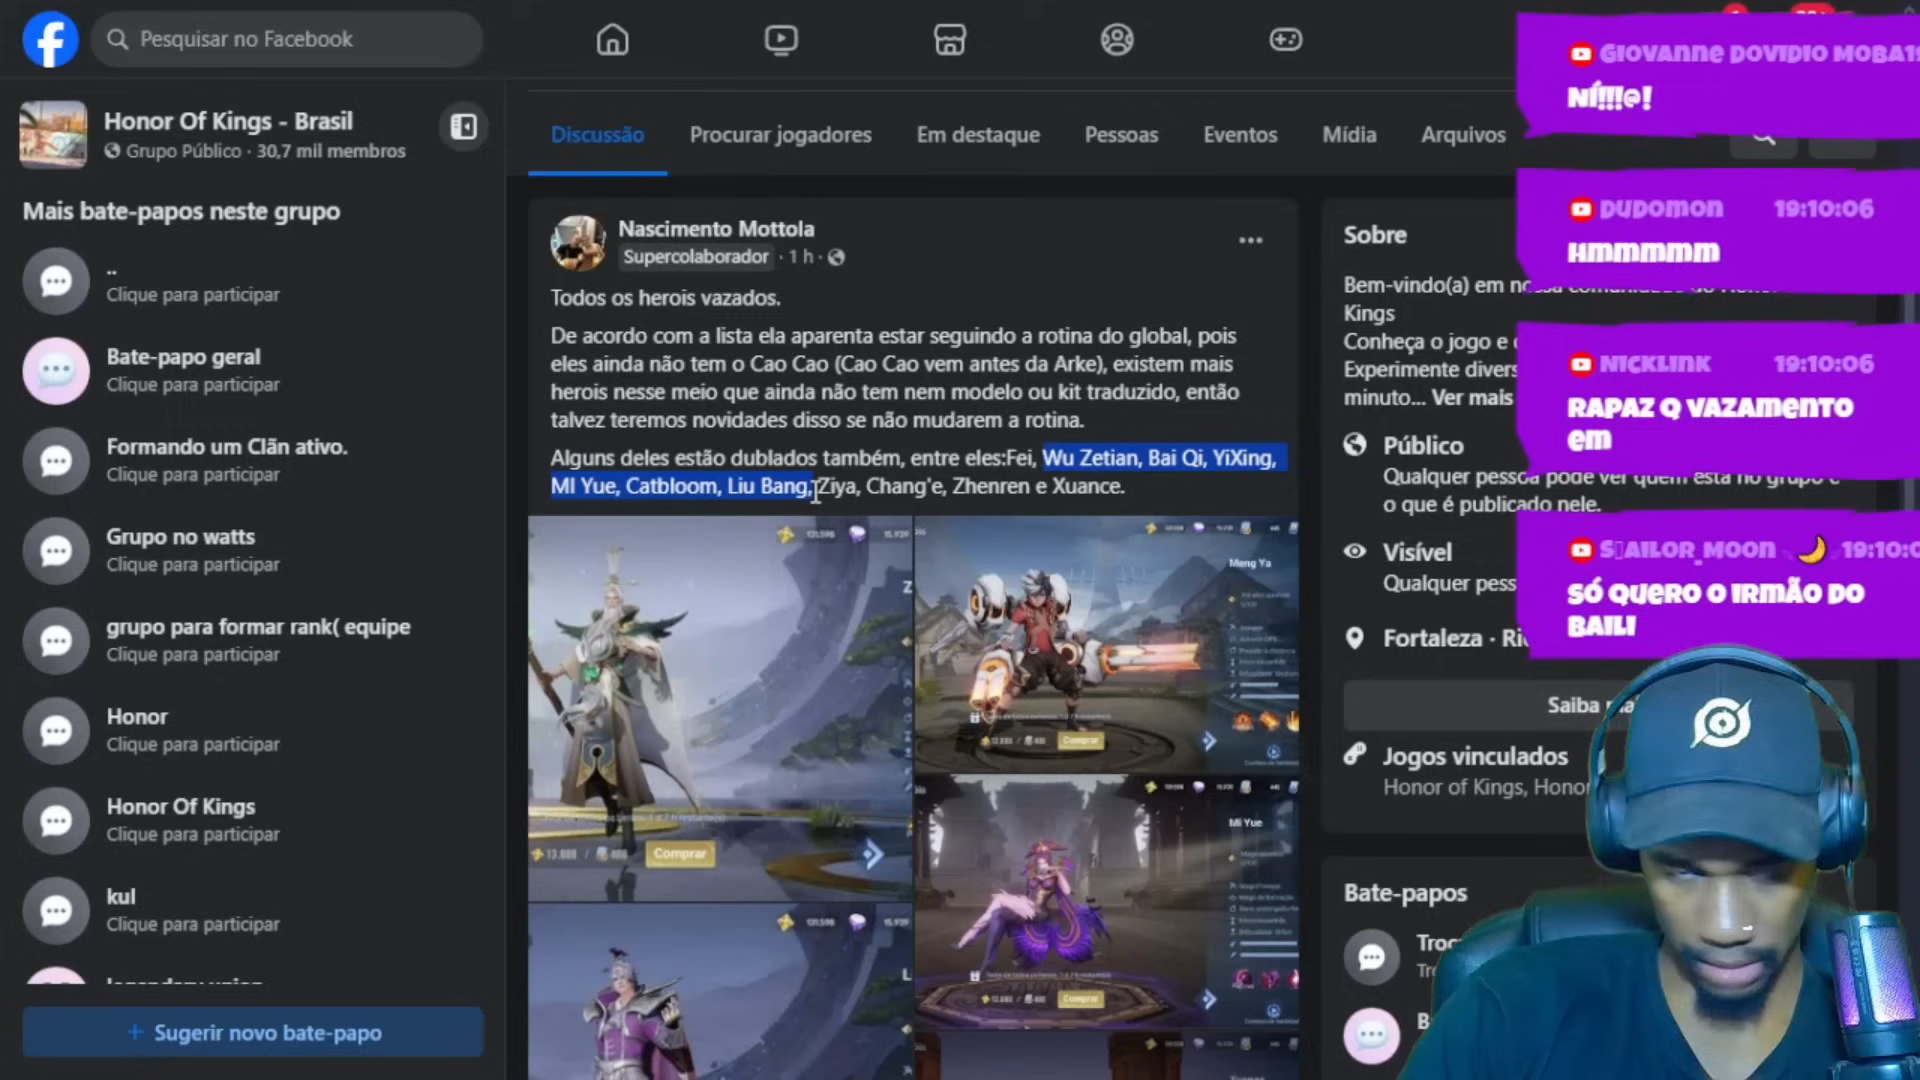 Pesquisar no Facebook
Honor Of Kings - Brasil
Grupo Público · 30,7 mil membros
Mais bate-papos neste grupo
..
Clique para participar
Bate-papo geral
Clique para participar
Formando um Clãn ativo.
Clique para participar
Grupo no watts
Clique para participar
grupo para formar rank( equipe
Clique para participar
Honor
Clique para participar
Honor Of Kings
Clique para participar
kul
Clique para participar
+ Sugerir novo bate-papo
Discussão
Procurar jogadores
Em destaque
Pessoas
Eventos
Mídia
Arquivos
Nascimento Mottola
Supercolaborador · 1 h ·
Todos os herois vazados.
De acordo com a lista ela aparenta estar seguindo a rotina do global, pois
eles ainda não tem o Cao Cao (Cao Cao vem antes da Arke), existem mais
herois nesse meio que ainda não tem nem modelo ou kit traduzido, então
talvez teremos novidades disso se não mudarem a rotina.
Alguns deles estão dublados também, entre eles:Fei, Wu Zetian, Bai Qi, YiXing,
MI Yue, Catbloom, Liu Bang, Ziya, Chang'e, Zhenren e Xuance.
Comprar
Meng Ya
Comprar
Mi Yue
Comprar
Sobre
Bem-vindo(a) em
Kings
Conheça o jogo e
Experimente
minuto... Ver mais
Público
Qualquer pessoa pode ver quem está no grupo e
o que é publicado nele.
Visível
Qualquer
Fortaleza ·
Saiba
Jogos vinculados
Honor of Kings,
Bate-papos
GIOVANNE DOVIDIO
NÍ!!!@!
DUDOMON 19:10:06
HMMMMM
NICKLINK 19:10:06
RAPAZ Q VAZAMENTO
EM
AILOR_MOON 🌙
SÓ QUERO O IRMÃO DO
BAILI